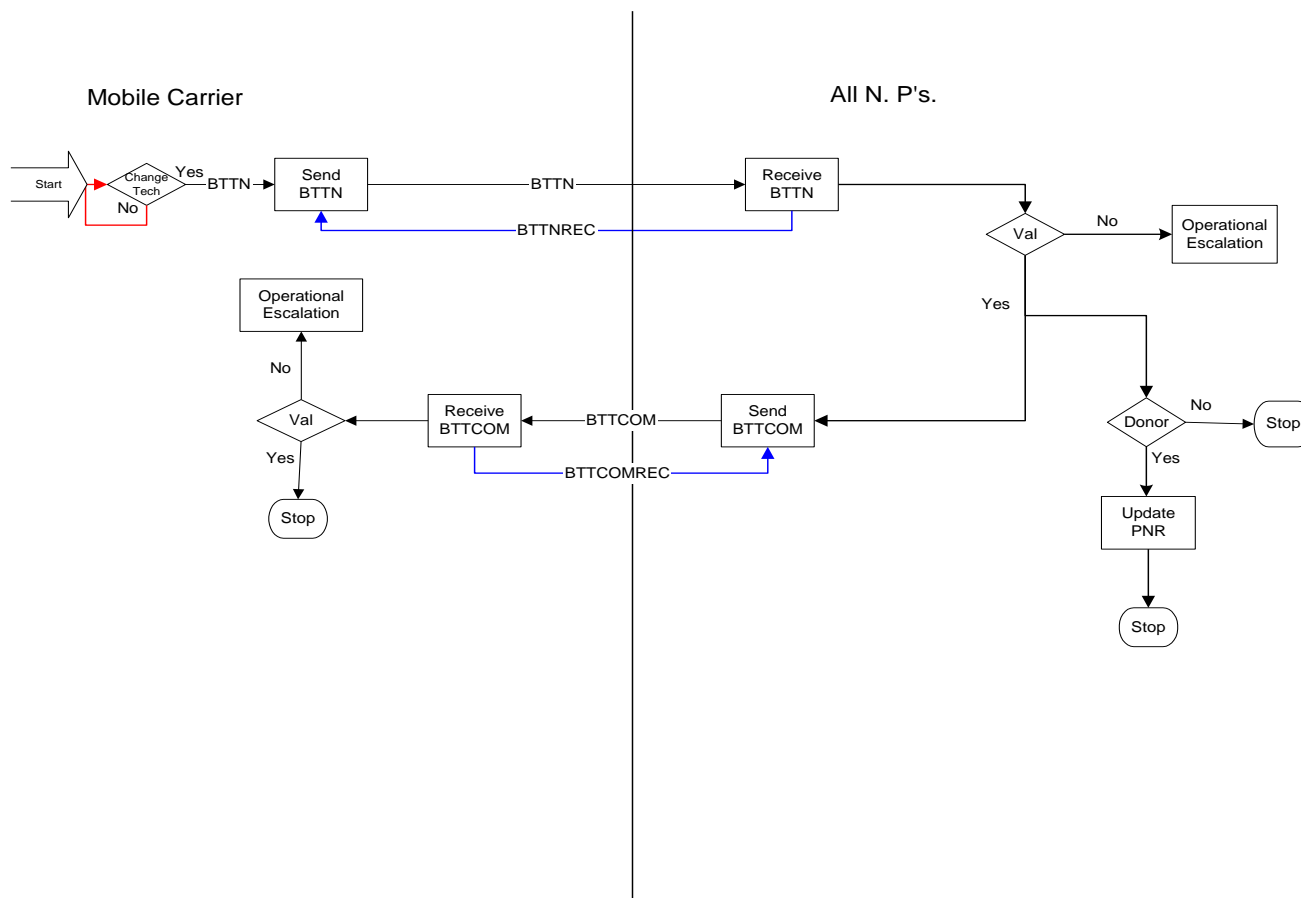 Mobile Carrier
All N. P's.
Start
Change
Tech
Yes
No
BTTN
Send
BTTN
BTTN
Receive
BTTN
BTTNREC
Val
No
Operational
Escalation
Yes
Operational
Escalation
No
Val
Yes
Stop
Receive
BTTCOM
BTTCOM
Send
BTTCOM
BTTCOMREC
Donor
No
Stop
Yes
Update
PNR
Stop